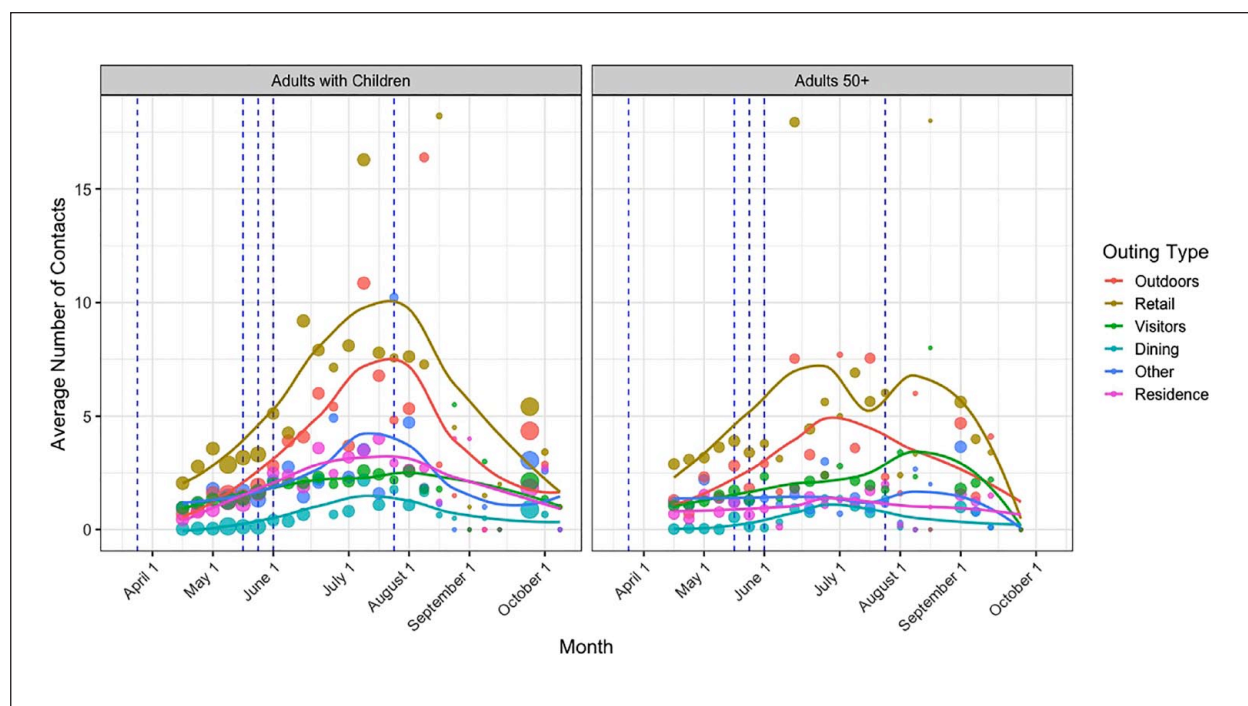 Adults with Children
Adults 50+
Average Number of Contacts
15
10
5
0
April 1
May 1
June 1
July 1
August 1
September 1
October 1
April 1
May 1
June 1
July 1
August 1
September 1
October 1
Month
Outing Type
Outdoors
Retail
Visitors
Dining
Other
Residence